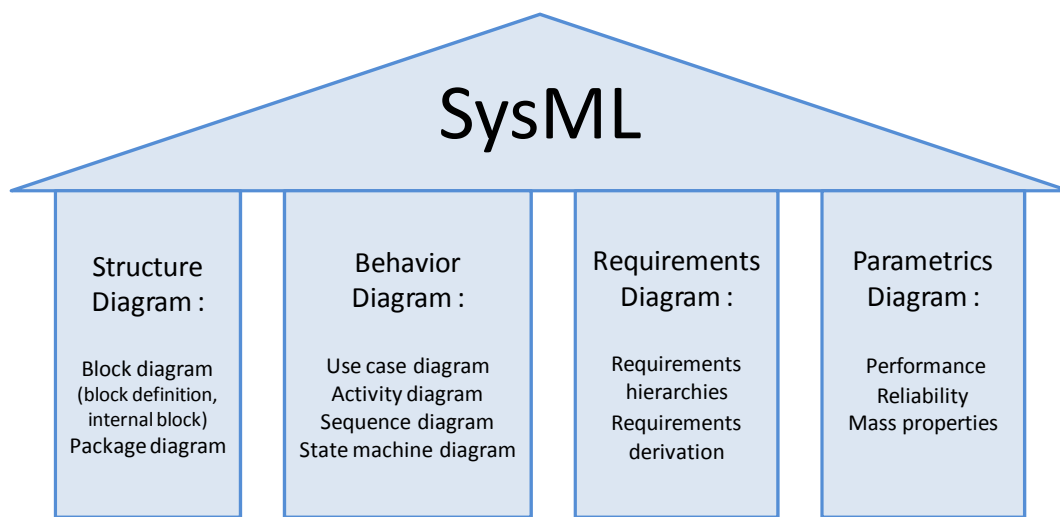 SysML
Structure
Diagram :
Block diagram
(block definition,
internal block)
Package diagram
Behavior
Diagram :
Use case diagram
Activity diagram
Sequence diagram
State machine diagram
Requirements
Diagram :
Requirements
hierarchies
Requirements
derivation
Parametrics
Diagram :
Performance
Reliability
Mass properties